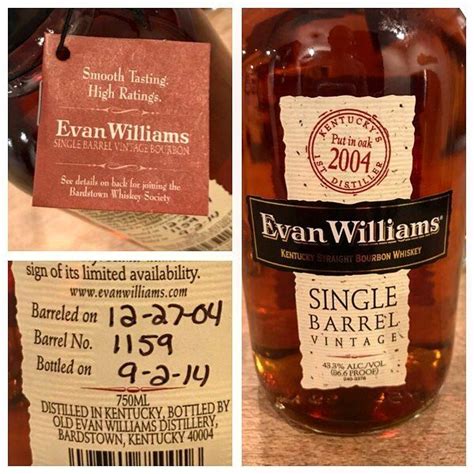 Smooth Tasting.
High Ratings.
Evan Williams
SINGLE BARREL VINTAGE BOURBON
See details on back for joining the
Bardstown Whiskey Society
sign of its limited availability.
www.evanwilliams.com
Barreled on 12-27-04
Barrel No. 1159
Bottled on 9-2-14
750ML
DISTILLED IN KENTUCKY, BOTTLED BY
OLD EVAN WILLIAMS DISTILLERY,
BARDSTOWN, KENTUCKY 40004
KENTUCKY'S
Put in oak
2004
1ST DISTILLER
Evan Williams
KENTUCKY STRAIGHT BOURBON WHISKEY
SINGLE
BARREL
VINTAGE
43.3% ALC/VOL
(86.6 PROOF)